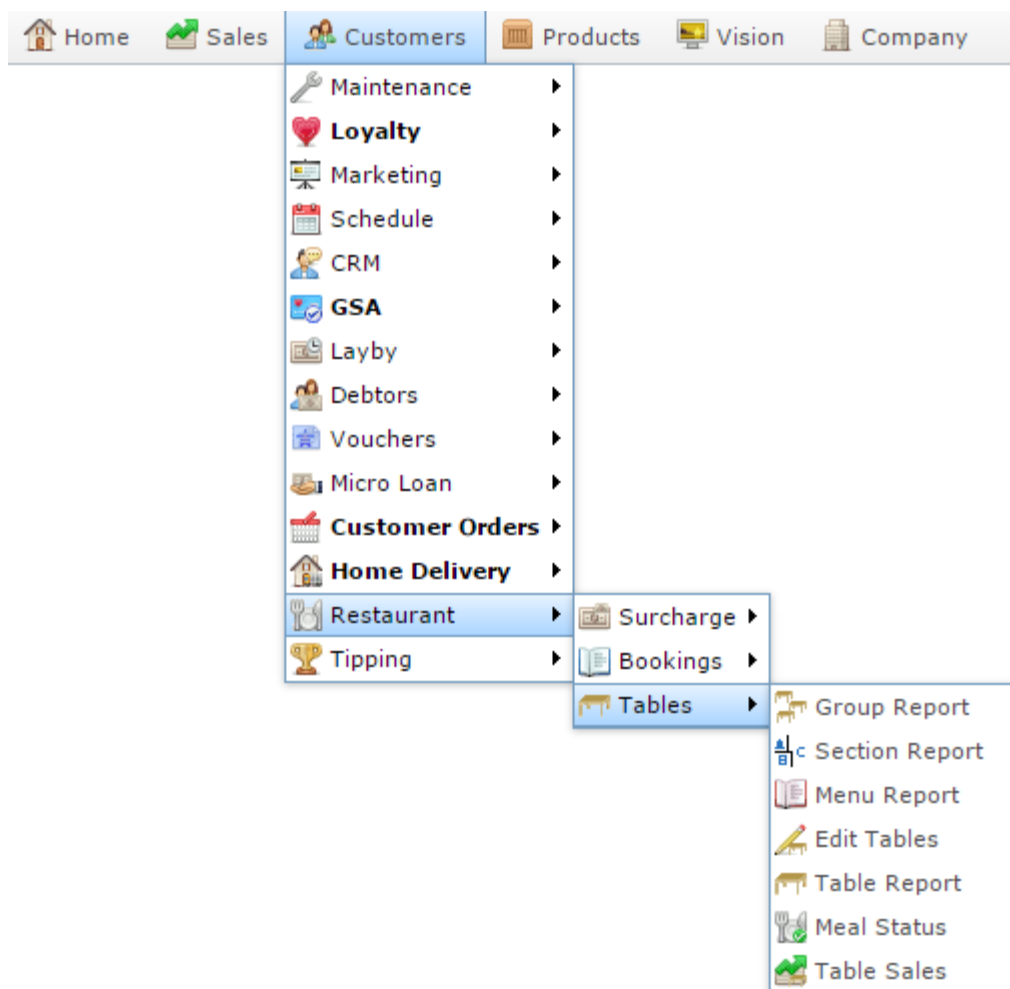 Home Sales Customers Products Vision Company
Maintenance
Loyalty
Marketing
Schedule
CRM
GSA
Layby
Debtors
Vouchers
Micro Loan
Customer Orders
Home Delivery
Restaurant
Tipping
Surcharge
Bookings
Tables
Group Report
Section Report
Menu Report
Edit Tables
Table Report
Meal Status
Table Sales